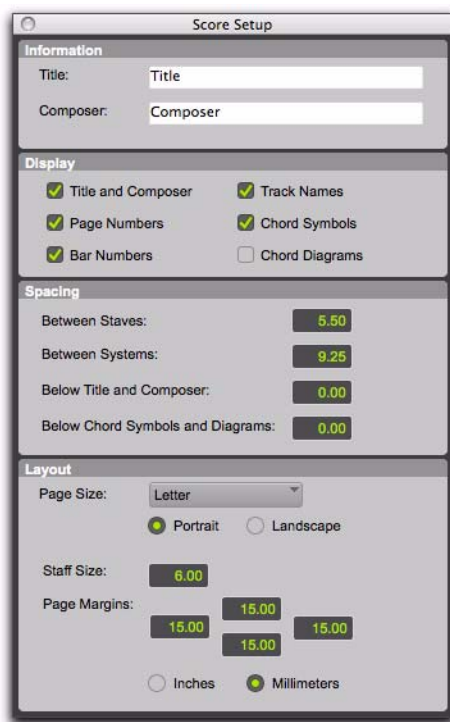 Score Setup
Information
Title: Title
Composer: Composer
Display
Title and Composer Track Names
Page Numbers Chord Symbols
Bar Numbers Chord Diagrams
Spacing
Between Staves: 5.50
Between Systems: 9.25
Below Title and Composer: 0.00
Below Chord Symbols and Diagrams: 0.00
Layout
Page Size: Letter
Portrait Landscape
Staff Size: 6.00
Page Margins: 15.00
15.00 15.00
15.00
Inches Millimeters